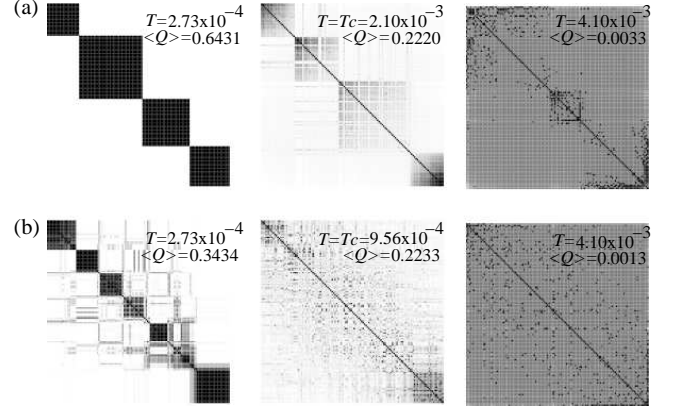 (a)
T=2.73x10⁻⁴
<Q>=0.6431
T=Tc=2.10x10⁻³
<Q>=0.2220
T=4.10x10⁻³
<Q>=0.0033
(b)
T=2.73x10⁻⁴
<Q>=0.3434
T=Tc=9.56x10⁻⁴
<Q>=0.2233
T=4.10x10⁻³
<Q>=0.0013